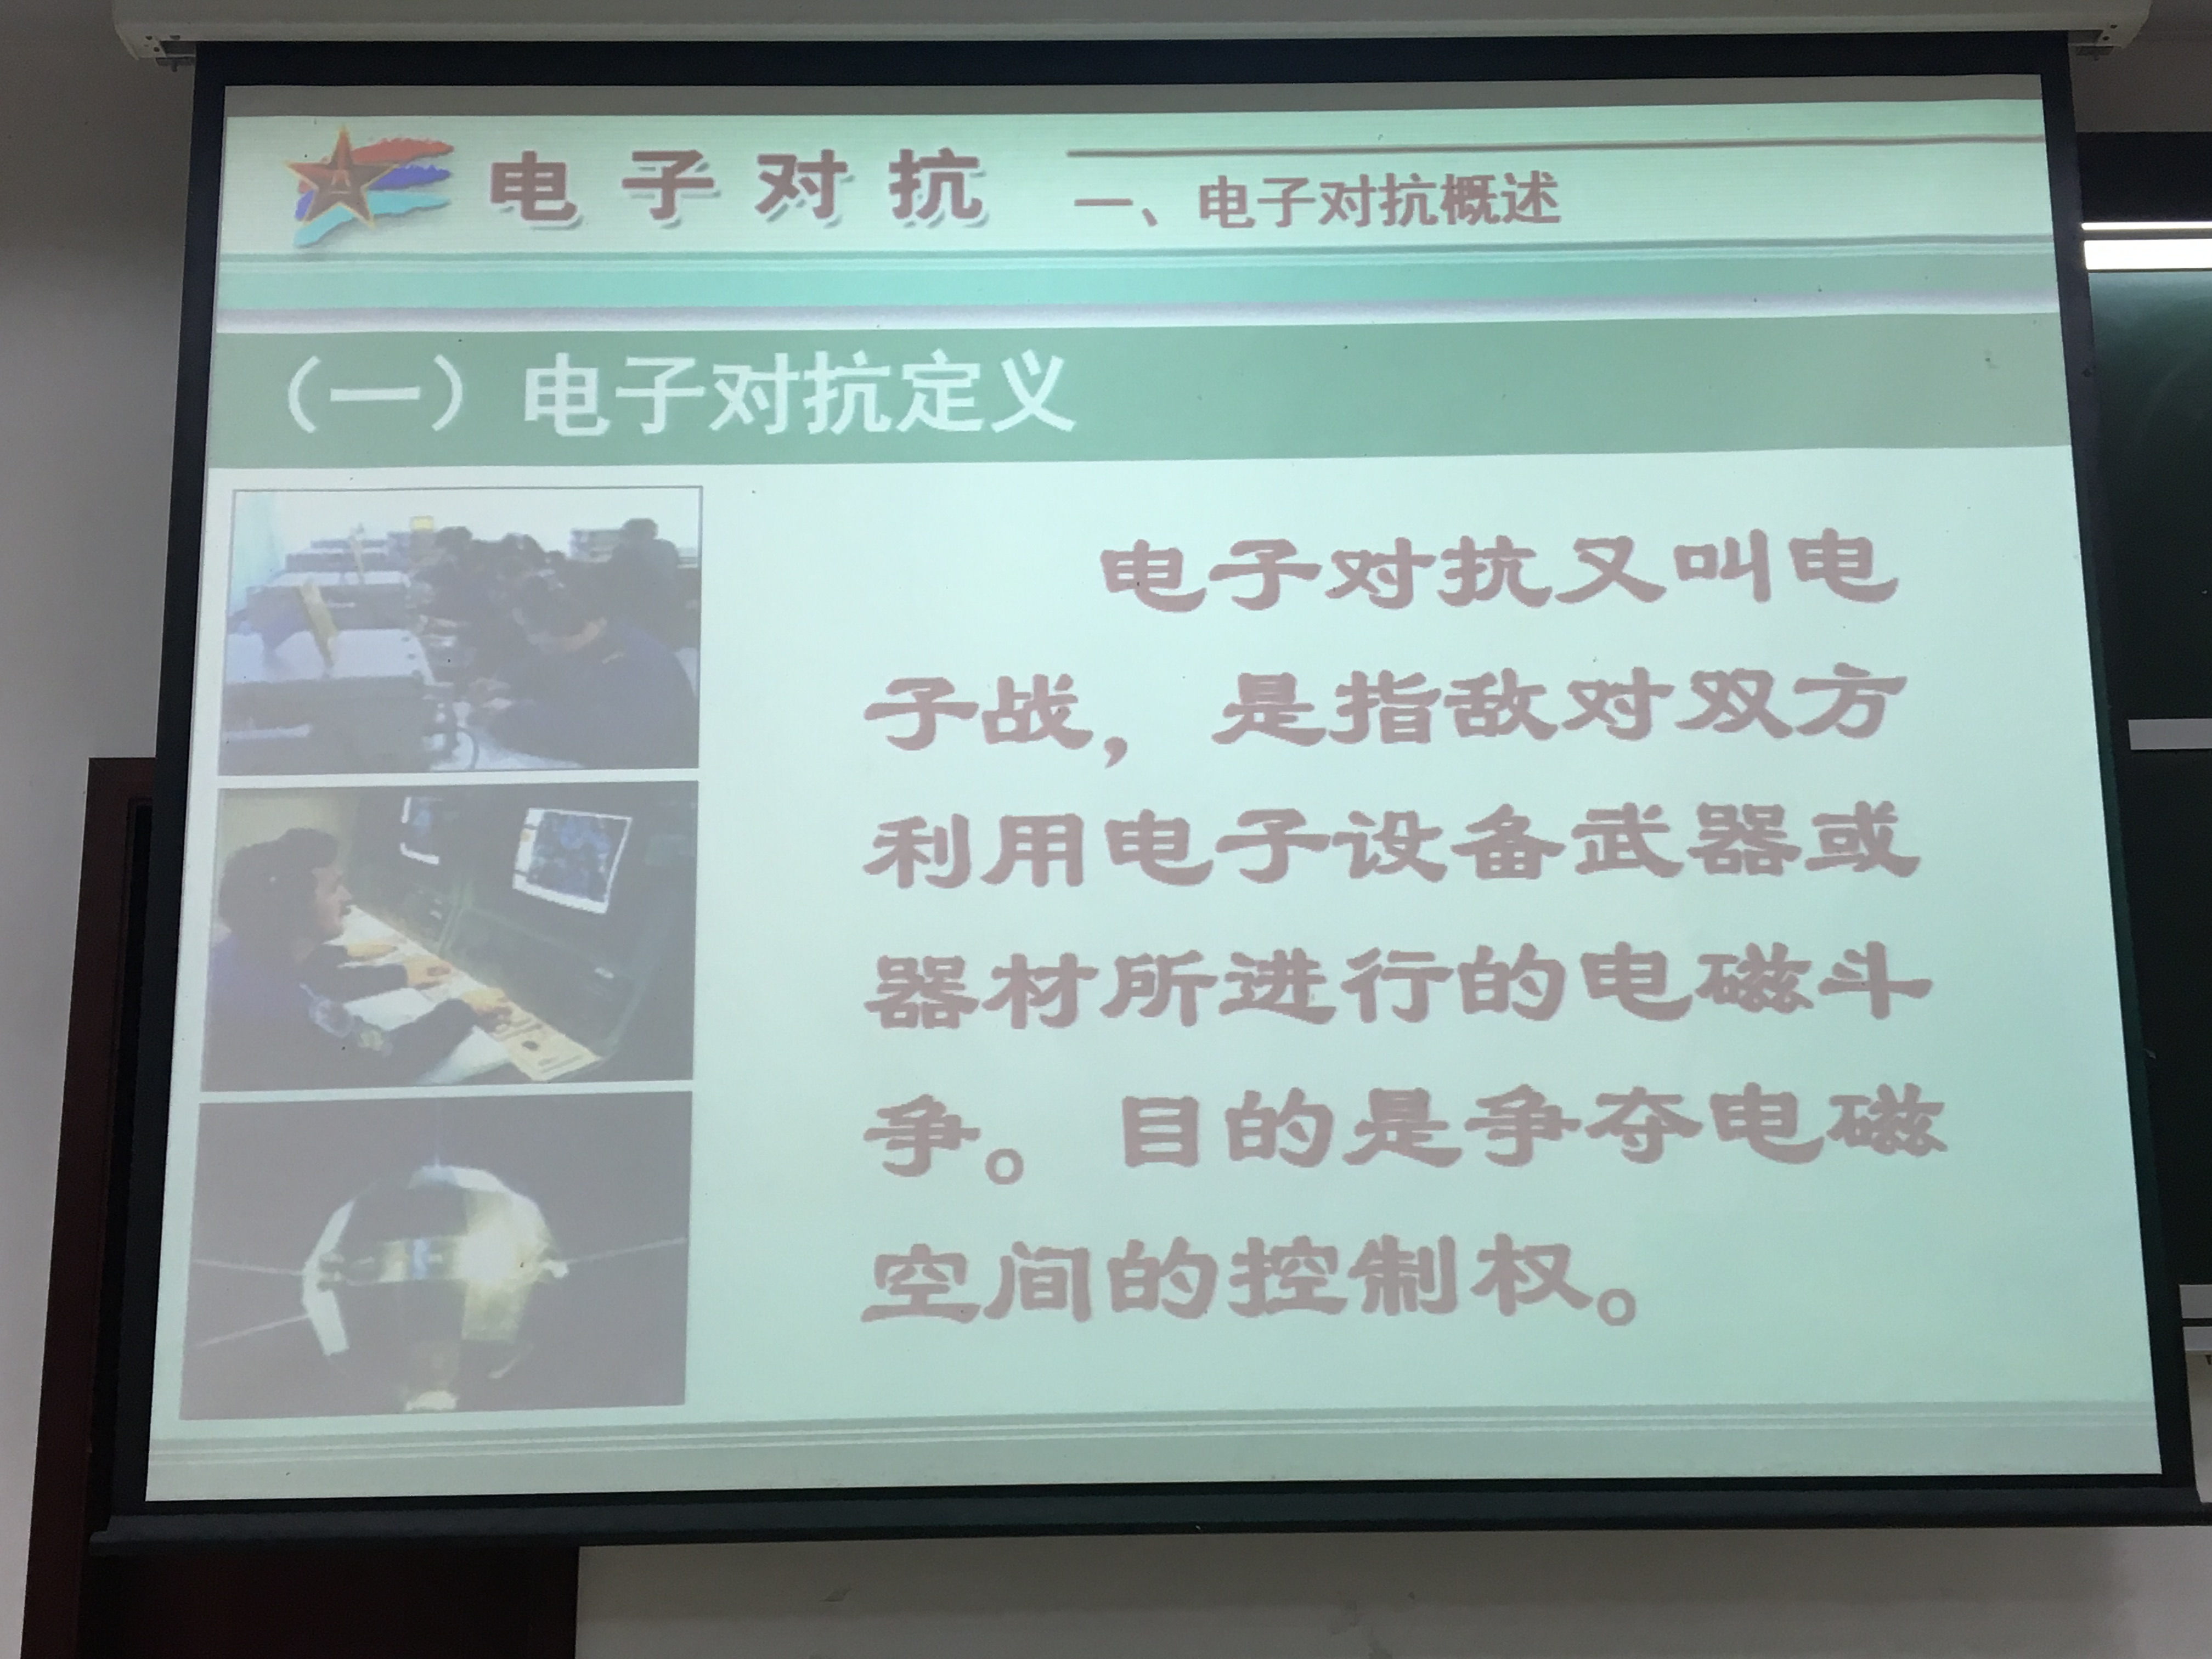 电子对抗
一、电子对抗概述
（一）电子对抗定义
电子对抗又叫电
子战，是指敌对双方
利用电子设备武器或
器材所进行的电磁斗
争。目的是争夺电磁
空间的控制权。